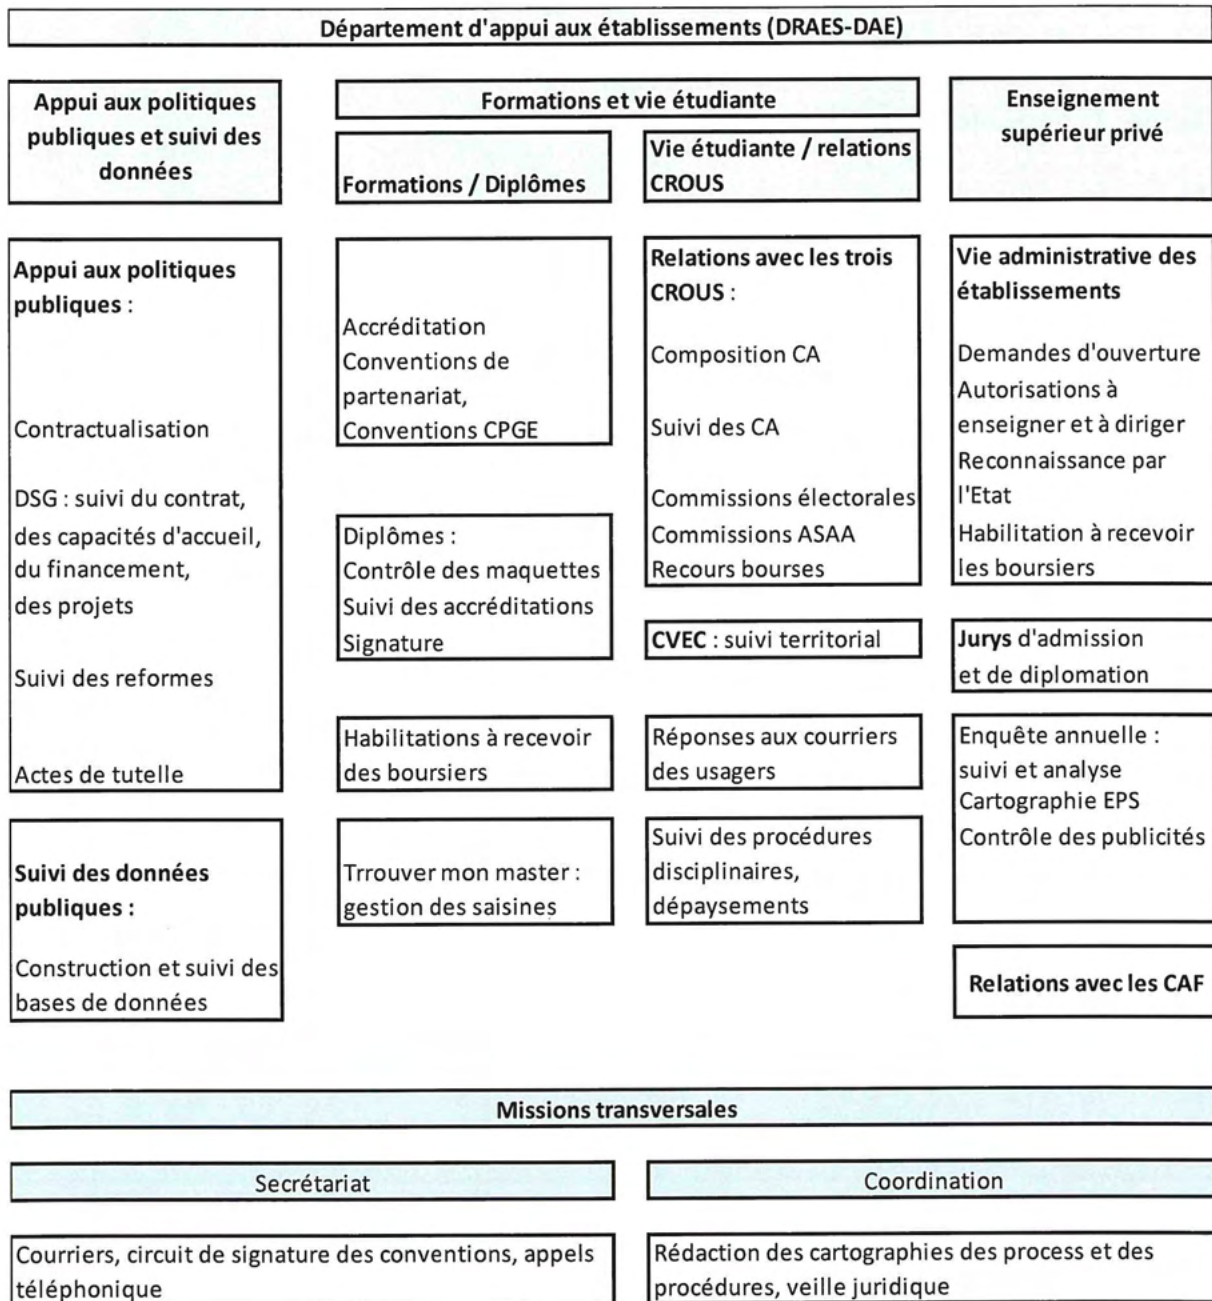 Département d'appui aux établissements (DRAES-DAE)
Appui aux politiques
publiques et suivi des
données
Formations et vie étudiante
Formations / Diplômes
Vie étudiante / relations
CROUS
Enseignement
supérieur privé
Appui aux politiques
publiques :
Contractualisation
DSG : suivi du contrat,
des capacités d'accueil,
du financement,
des projets
Suivi des reformes
Actes de tutelle
Suivi des données
publiques :
Construction et suivi des
bases de données
Accréditation
Conventions de
partenariat,
Conventions CPGE
Diplômes :
Contrôle des maquettes
Suivi des accréditations
Signature
Habilitations à recevoir
des boursiers
Trrouver mon master :
gestion des saisines
Relations avec les trois
CROUS :
Composition CA
Suivi des CA
Commissions électorales
Commissions ASAA
Recours bourses
CVEC : suivi territorial
Réponses aux courriers
des usagers
Suivi des procédures
disciplinaires,
dépaysements
Vie administrative des
établissements
Demandes d'ouverture
Autorisations à
enseigner et à diriger
Reconnaissance par
l'Etat
Habilitation à recevoir
les boursiers
Jurys d'admission
et de diplomation
Enquête annuelle :
suivi et analyse
Cartographie EPS
Contrôle des publicités
Relations avec les CAF
Missions transversales
Secrétariat
Coordination
Courriers, circuit de signature des conventions, appels
téléphonique
Rédaction des cartographies des process et des
procédures, veille juridique